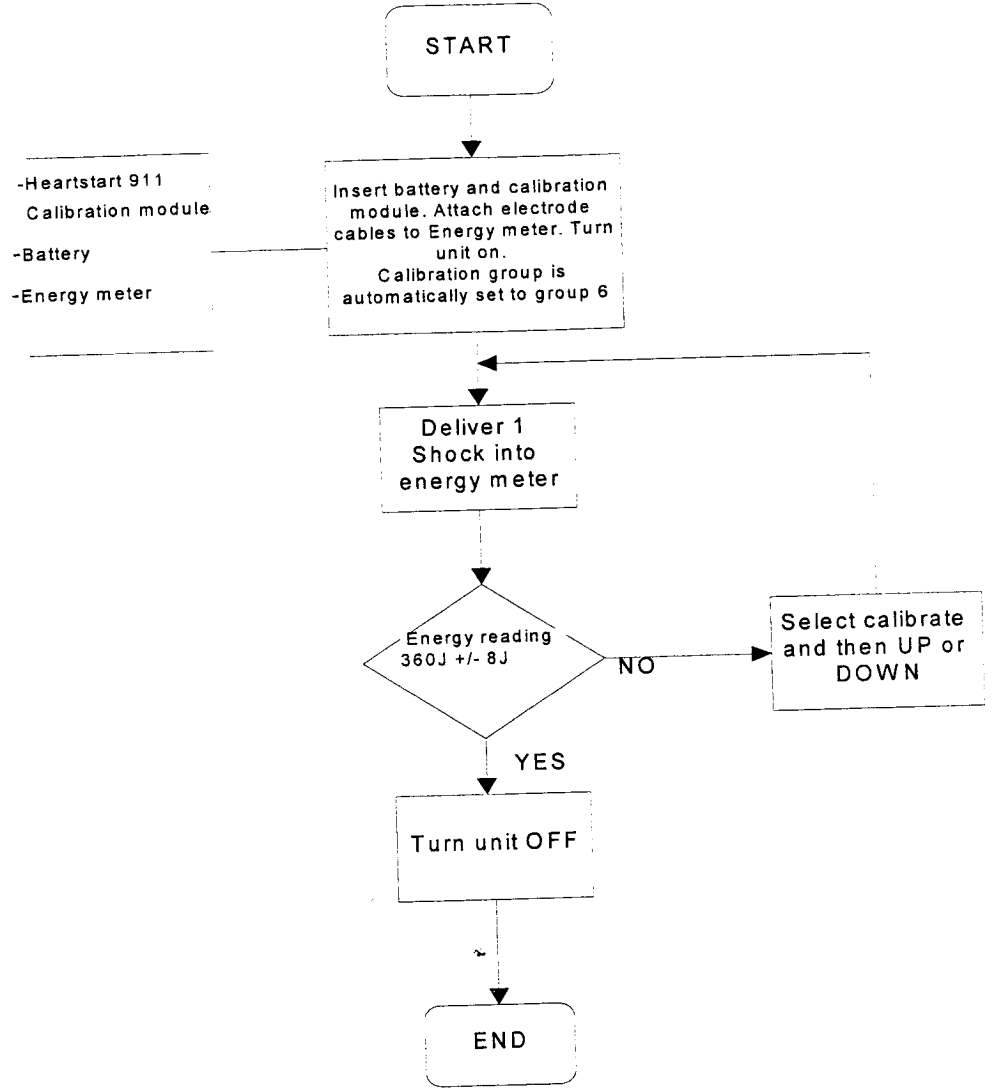 START
-Heartstart 911
Calibration module
-Battery
-Energy meter
Insert battery and calibration
module. Attach electrode
cables to Energy meter. Turn
unit on.
Calibration group is
automatically set to group 6
Deliver 1
Shock into
energy meter
Energy reading
360J +/- 8J
NO
Select calibrate
and then UP or
DOWN
YES
Turn unit OFF
END